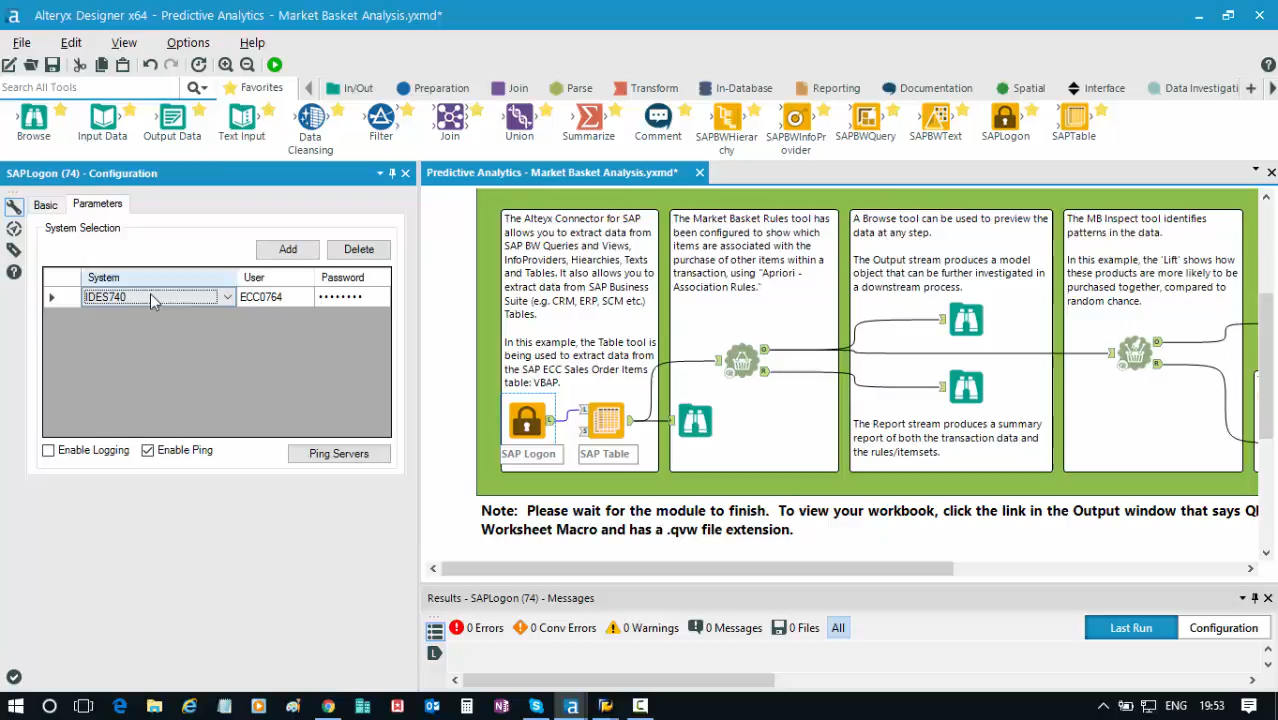 Alteryx Designer x64 - Predictive Analytics - Market Basket Analysis.yxmd*
File Edit View Options Help
Search All Tools
Favorites In/Out Preparation Join Parse Transform In-Database Reporting Documentation Spatial Interface Data Investigati
Browse Input Data Output Data Text Input Data Cleansing Filter Join Union Summarize Comment SAPBWHierarchy SAPBWInfoProvider SAPBWQuery SAPBWText SAPLogon SAPTable
SAPLogon (74) - Configuration
Basic Parameters
System Selection
Add Delete
System User Password
IDES740 ECC0764 ••••••••
Enable Logging Enable Ping Ping Servers
Predictive Analytics - Market Basket Analysis.yxmd*
The Alteyx Connector for SAP
allows you to extract data from
SAP BW Queries and Views,
InfoProviders, Hiearchies, Texts
and Tables. It also allows you to
extract data from SAP Business
Suite (e.g. CRM, ERP, SCM etc.)
Tables.
In this example, the Table tool is
being used to extract data from
the SAP ECC Sales Order Items
table: VBAP.
SAP Logon SAP Table
The Market Basket Rules tool has
been configured to show which
items are associated with the
purchase of other items within a
transaction, using "Apriori -
Association Rules."
A Browse tool can be used to preview the
data at any step.
The Output stream produces a model
object that can be further investigated in
a downstream process.
The Report stream produces a summary
report of both the transaction data and
the rules/itemsets.
The MB Inspect tool identifies
patterns in the data.
In this example, the 'Lift' shows how
these products are more likely to be
purchased together, compared to
random chance.
L L S O R O R
Note: Please wait for the module to finish. To view your workbook, click the link in the Output window that says Ql
Worksheet Macro and has a .qvw file extension.
Results - SAPLogon (74) - Messages
0 Errors 0 Conv Errors 0 Warnings 0 Messages 0 Files All Last Run Configuration
L
ENG 19:53